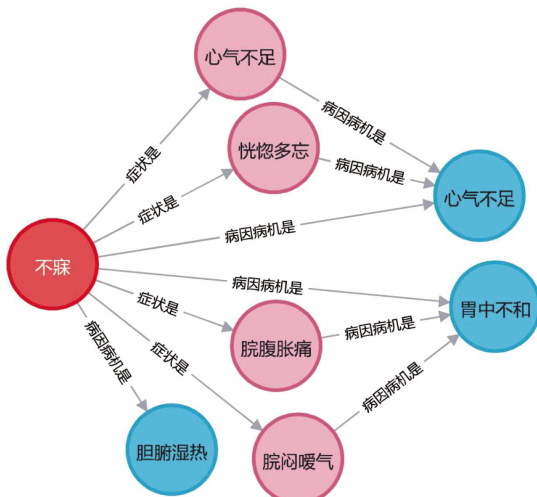 心气不足
病因病机是
症状是
恍惚多忘
病因病机是
症状是
心气不足
病因病机是
不寐
病因病机是
胃中不和
症状是
脘腹胀痛
病因病机是
病因病机是
症状是
病因病机是
胆腑湿热
脘闷嗳气